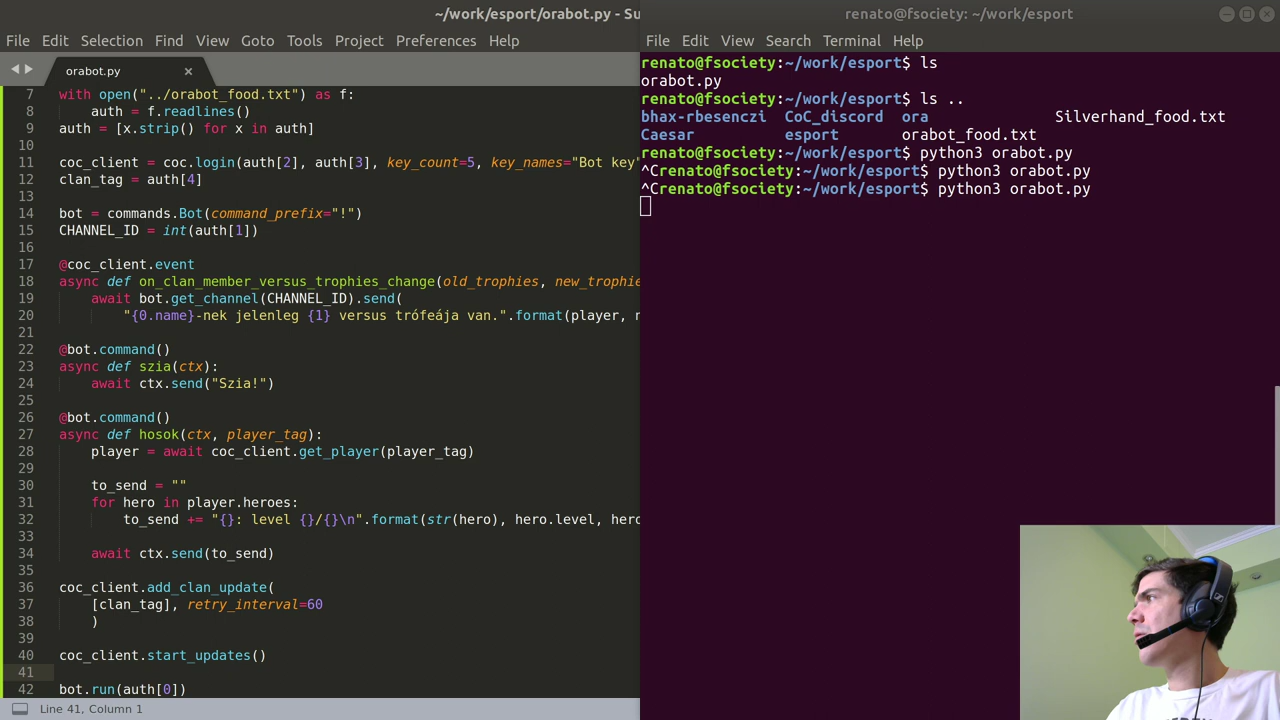 ~/work/esport/orabot.py - Su
File Edit Selection Find View Goto Tools Project Preferences Help
orabot.py ×
7 with open("../orabot_food.txt") as f:
8 auth = f.readlines()
9 auth = [x.strip() for x in auth]
10
11 coc_client = coc.login(auth[2], auth[3], key_count=5, key_names="Bot key"
12 clan_tag = auth[4]
13
14 bot = commands.Bot(command_prefix="!")
15 CHANNEL_ID = int(auth[1])
16
17 @coc_client.event
18 async def on_clan_member_versus_trophies_change(old_trophies, new_trophie
19 await bot.get_channel(CHANNEL_ID).send(
20 "{0.name}-nek jelenleg {1} versus trófeája van.".format(player, n
21
22 @bot.command()
23 async def szia(ctx):
24 await ctx.send("Szia!")
25
26 @bot.command()
27 async def hosok(ctx, player_tag):
28 player = await coc_client.get_player(player_tag)
29
30 to_send = ""
31 for hero in player.heroes:
32 to_send += "{}: level {}/{}\n".format(str(hero), hero.level, hero
33
34 await ctx.send(to_send)
35
36 coc_client.add_clan_update(
37 [clan_tag], retry_interval=60
38 )
39
40 coc_client.start_updates()
41
42 bot.run(auth[0])
Line 41, Column 1
renato@fsociety: ~/work/esport
File Edit View Search Terminal Help
renato@fsociety:~/work/esport$ ls
orabot.py
renato@fsociety:~/work/esport$ ls ..
bhax-rbesenczi CoC_discord ora Silverhand_food.txt
Caesar esport orabot_food.txt
renato@fsociety:~/work/esport$ python3 orabot.py
^Crenato@fsociety:~/work/esport$ python3 orabot.py
^Crenato@fsociety:~/work/esport$ python3 orabot.py